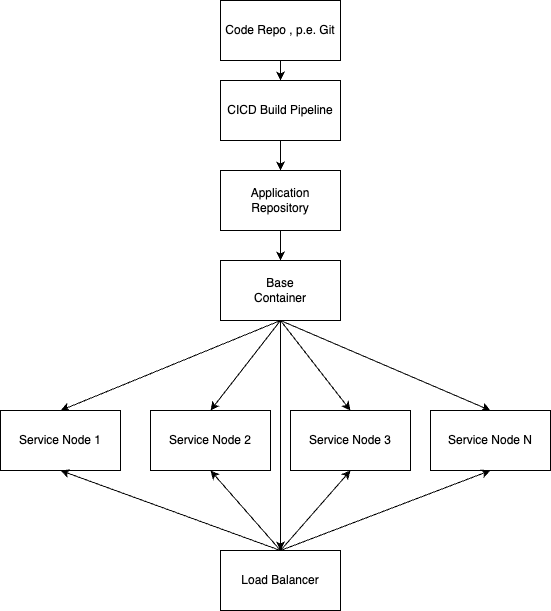 Code Repo , p.e. Git
CICD Build Pipeline
Application
Repository
Base
Container
Service Node 1
Service Node 2
Service Node 3
Service Node N
Load Balancer